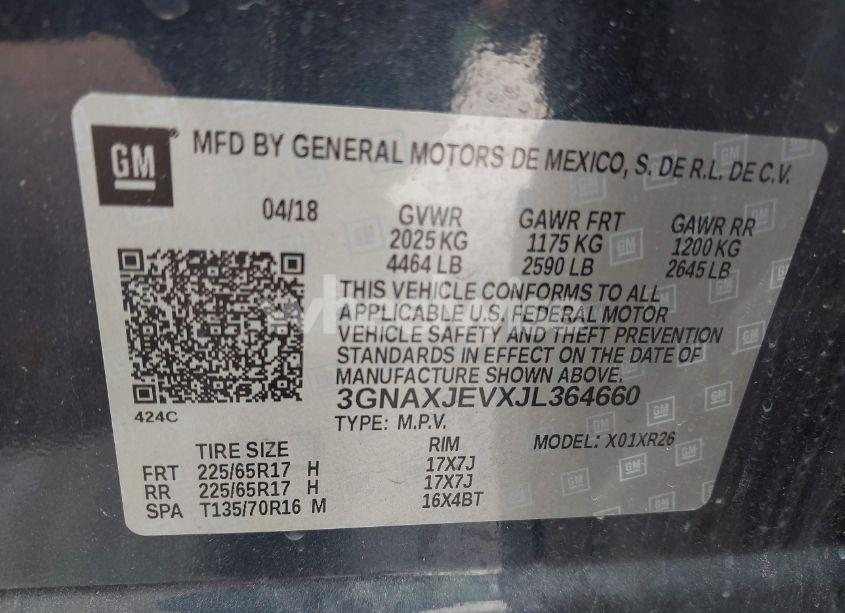 GM
MFD BY GENERAL MOTORS DE MEXICO, S. DE R.L. DE C.V.
04/18 GVWR GAWR FRT GAWR RR
2025 KG 1175 KG 1200 KG
4464 LB 2590 LB 2645 LB
THIS VEHICLE CONFORMS TO ALL
APPLICABLE U.S. FEDERAL MOTOR
VEHICLE SAFETY AND THEFT PREVENTION
STANDARDS IN EFFECT ON THE DATE OF
MANUFACTURE SHOWN ABOVE.
424C
3GNAXJEVXJL364660
TYPE: M.P.V. MODEL: X01XR26
TIRE SIZE RIM
FRT 225/65R17 H 17X7J
RR 225/65R17 H 17X7J
SPA T135/70R16 M 16X4BT